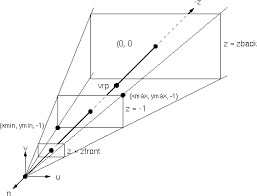 -z
(0, 0
z = zback
vrp
(xmax, ymax, -1)
z = -1
(xmin, ymin, -1)
v
z = zfront
u
n